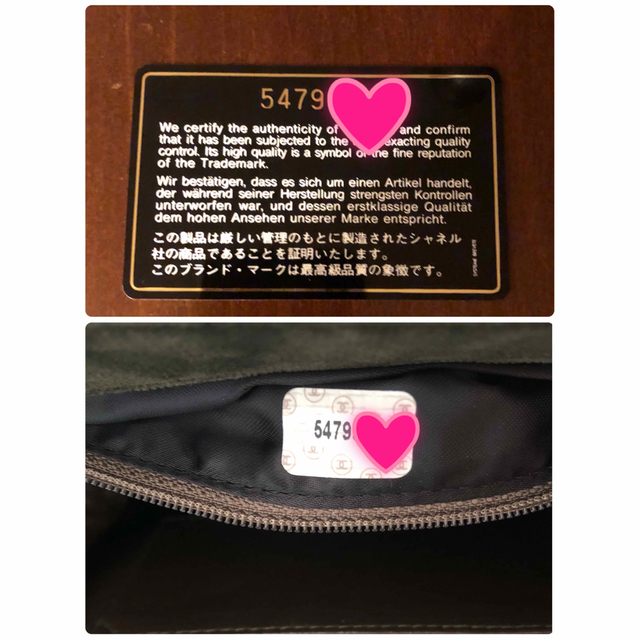 5479
We certify the authenticity of and confirm
that it has been subjected to the exacting quality
control. Its high quality is a symbol of the fine reputation
of the Trademark.
Wir bestätigen, dass es sich um einen Artikel handelt,
der während seiner Herstellung strengsten Kontrollen
unterworfen war, und dessen erstklassige Qualität
dem hohen Ansehen unserer Marke entspricht.
この製品は厳しい管理のもとに製造されたシャネル
社の商品であることを証明いたします。
このブランド・マークは最高級品質の象徴です。
5479